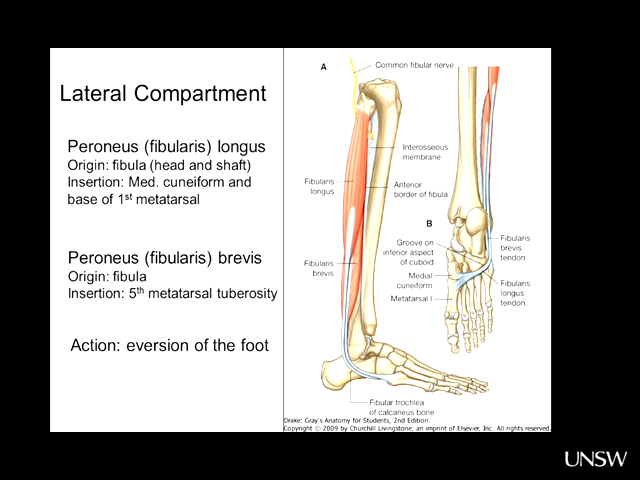 Lateral Compartment
Peroneus (fibularis) longus
Origin: fibula (head and shaft)
Insertion: Med. cuneiform and
base of 1st metatarsal
Peroneus (fibularis) brevis
Origin: fibula
Insertion: 5th metatarsal tuberosity
Action: eversion of the foot
A
Common fibular nerve
Interosseous
membrane
Fibularis
longus
Anterior
border of fibula
B
Groove on
inferior aspect
of cuboid
Fibularis
brevis
tendon
Fibularis
brevis
Medial
cuneiform
Fibularis
longus
tendon
Metatarsal I
Fibular trochlea
of calcaneus bone
Drake: Gray's Anatomy for Students, 2nd Edition.
Copyright © 2009 by Churchill Livingstone, an imprint of Elsevier, Inc. All rights reserved.
UNSW